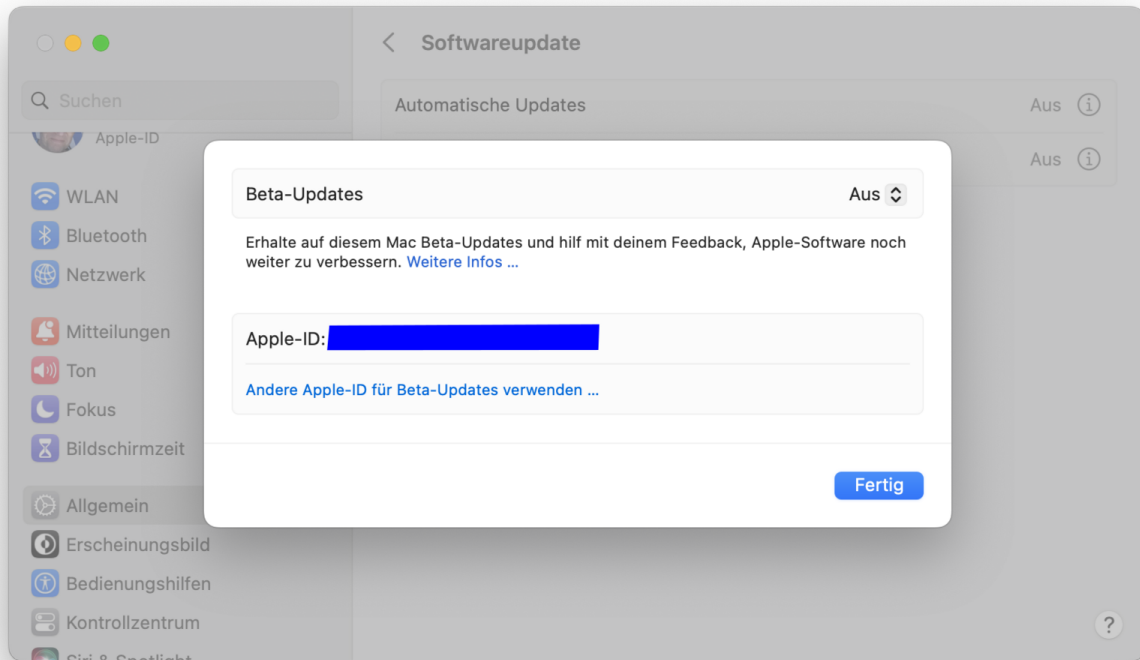 Softwareupdate
Suchen
Automatische Updates Aus
Apple-ID
Aus
WLAN
Bluetooth
Netzwerk
Mitteilungen
Ton
Fokus
Bildschirmzeit
Allgemein
Erscheinungsbild
Bedienungshilfen
Kontrollzentrum
Siri & Spotlight
Beta-Updates Aus
Erhalte auf diesem Mac Beta-Updates und hilf mit deinem Feedback, Apple-Software noch
weiter zu verbessern. Weitere Infos ...
Apple-ID:
Andere Apple-ID für Beta-Updates verwenden ...
Fertig
?